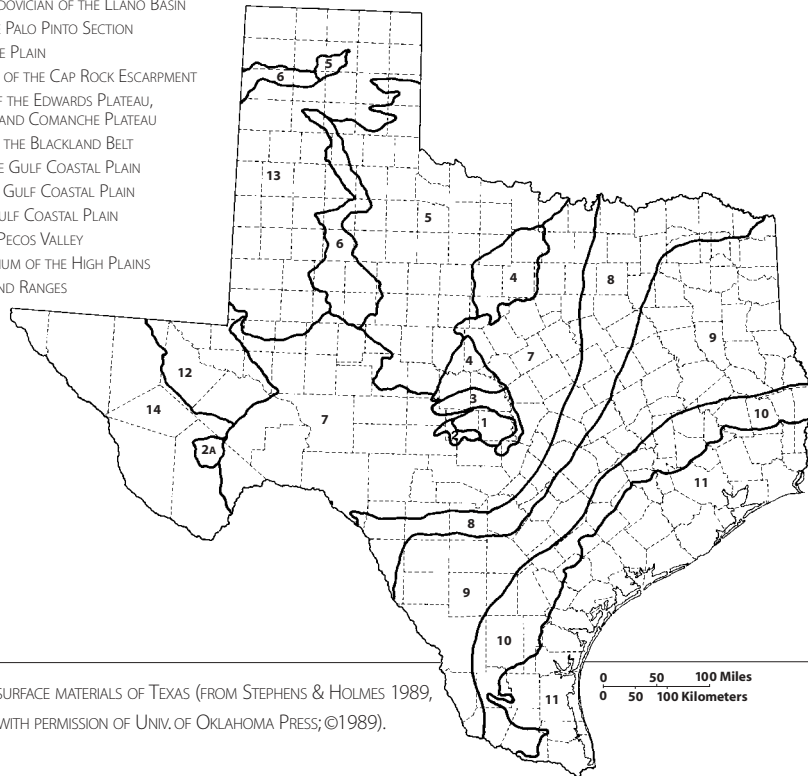 DOVICIAN OF THE LLANO BASIN
PALO PINTO SECTION
PLAIN
OF THE CAP ROCK ESCARPMENT
OF THE EDWARDS PLATEAU,
AND COMANCHE PLATEAU
THE BLACKLAND BELT
GULF COASTAL PLAIN
GULF COASTAL PLAIN
GULF COASTAL PLAIN
PECOS VALLEY
OF THE HIGH PLAINS
RANGES
5
6
13
5
6
4
8
9
4
7
12
3
10
14
7
1
2A
11
8
9
10
11
0 50 100 Miles
0 50 100 Kilometers
SURFACE MATERIALS OF TEXAS (FROM STEPHENS & HOLMES 1989,
WITH PERMISSION OF UNIV. OF OKLAHOMA PRESS; ©1989).